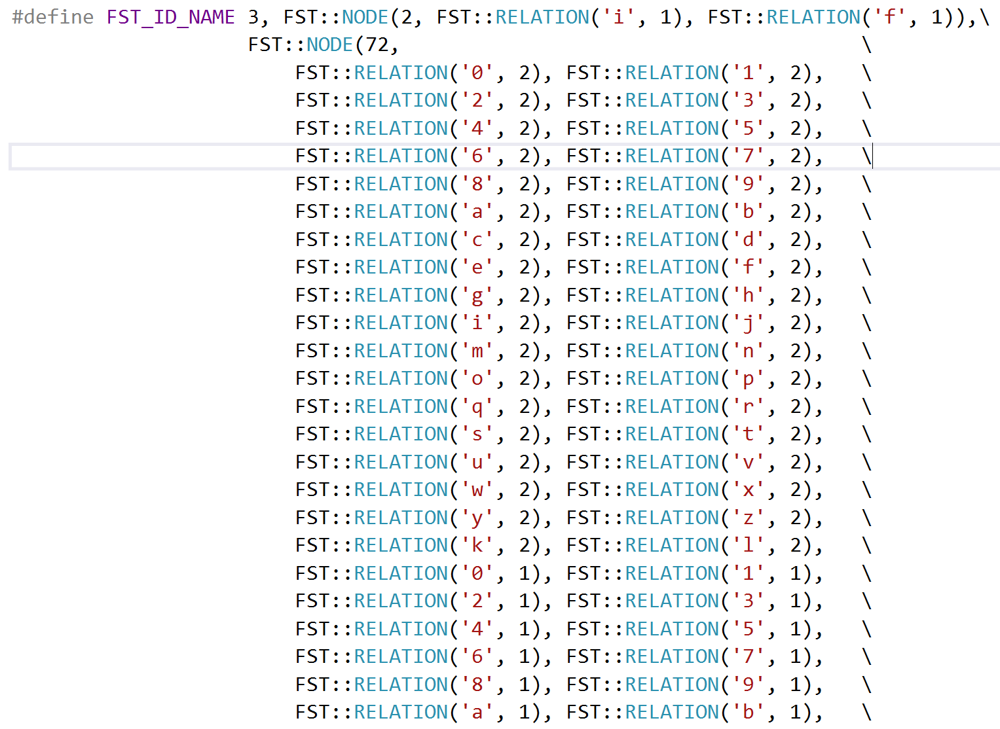 #define FST_ID_NAME 3, FST::NODE(2, FST::RELATION('i', 1), FST::RELATION('f', 1)),\
FST::NODE(72, \
FST::RELATION('0', 2), FST::RELATION('1', 2), \
FST::RELATION('2', 2), FST::RELATION('3', 2), \
FST::RELATION('4', 2), FST::RELATION('5', 2), \
FST::RELATION('6', 2), FST::RELATION('7', 2), \
FST::RELATION('8', 2), FST::RELATION('9', 2), \
FST::RELATION('a', 2), FST::RELATION('b', 2), \
FST::RELATION('c', 2), FST::RELATION('d', 2), \
FST::RELATION('e', 2), FST::RELATION('f', 2), \
FST::RELATION('g', 2), FST::RELATION('h', 2), \
FST::RELATION('i', 2), FST::RELATION('j', 2), \
FST::RELATION('m', 2), FST::RELATION('n', 2), \
FST::RELATION('o', 2), FST::RELATION('p', 2), \
FST::RELATION('q', 2), FST::RELATION('r', 2), \
FST::RELATION('s', 2), FST::RELATION('t', 2), \
FST::RELATION('u', 2), FST::RELATION('v', 2), \
FST::RELATION('w', 2), FST::RELATION('x', 2), \
FST::RELATION('y', 2), FST::RELATION('z', 2), \
FST::RELATION('k', 2), FST::RELATION('l', 2), \
FST::RELATION('0', 1), FST::RELATION('1', 1), \
FST::RELATION('2', 1), FST::RELATION('3', 1), \
FST::RELATION('4', 1), FST::RELATION('5', 1), \
FST::RELATION('6', 1), FST::RELATION('7', 1), \
FST::RELATION('8', 1), FST::RELATION('9', 1), \
FST::RELATION('a', 1), FST::RELATION('b', 1), \